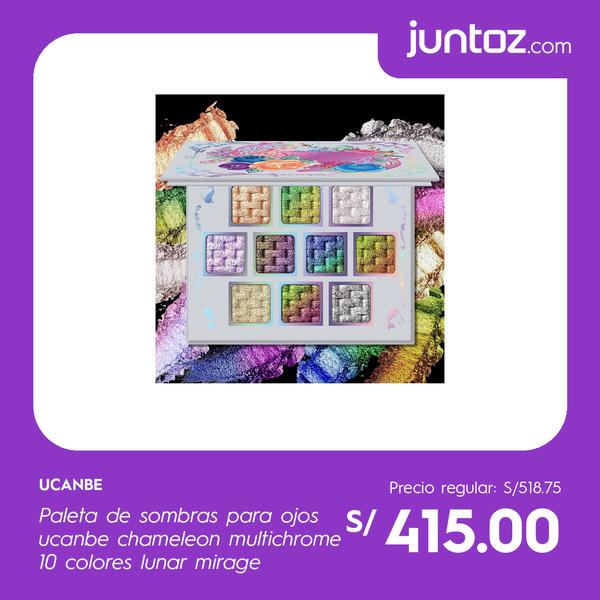 juntoz.com
UCANBE
Paleta de sombras para ojos
ucanbe chameleon multichrome
10 colores lunar mirage
Precio regular: S/518.75
S/ 415.00